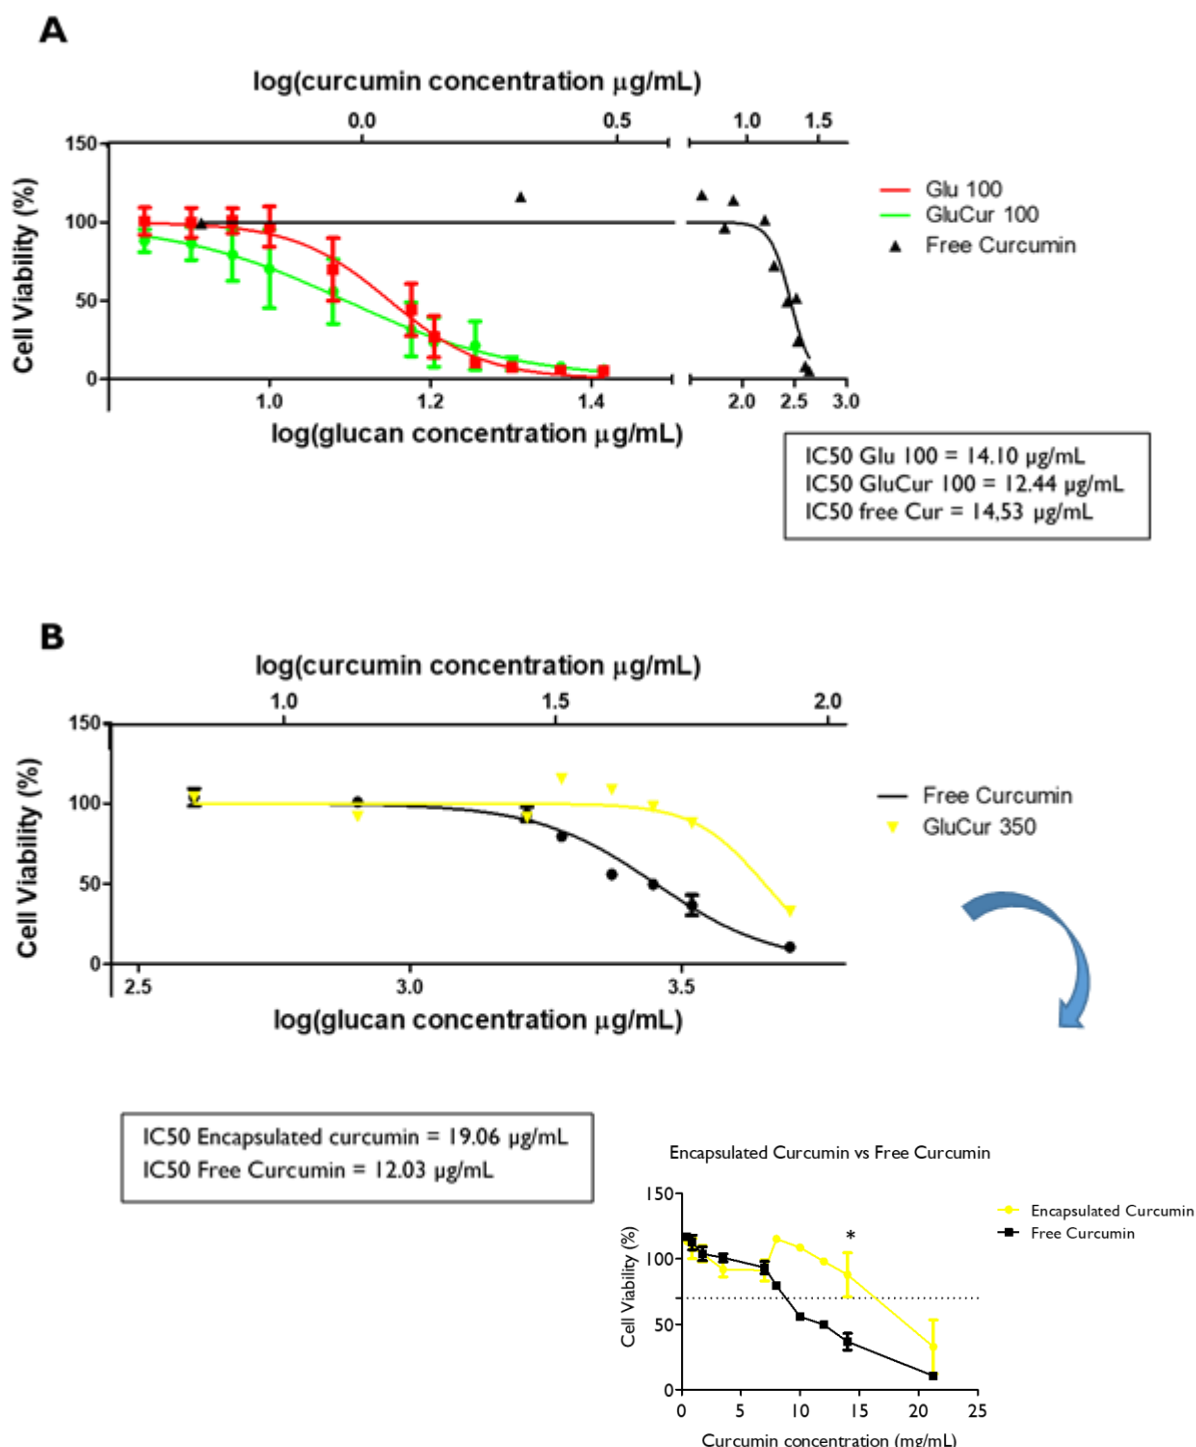 A
log(curcumin concentration µg/mL)
0.0 0.5 1.0 1.5
150
100
50
0
Cell Viability (%)
1.0 1.2 1.4 2.0 2.5 3.0
log(glucan concentration µg/mL)
Glu 100
GluCur 100
Free Curcumin
IC50 Glu 100 = 14.10 µg/mL
IC50 GluCur 100 = 12.44 µg/mL
IC50 free Cur = 14,53 µg/mL
B
log(curcumin concentration µg/mL)
1.0 1.5 2.0
150
100
50
0
Cell Viability (%)
2.5 3.0 3.5
log(glucan concentration µg/mL)
Free Curcumin
GluCur 350
IC50 Encapsulated curcumin = 19.06 µg/mL
IC50 Free Curcumin = 12.03 µg/mL
Encapsulated Curcumin vs Free Curcumin
150
100
50
0
Cell Viability (%)
*
0 5 10 15 20 25
Curcumin concentration (mg/mL)
Encapsulated Curcumin
Free Curcumin